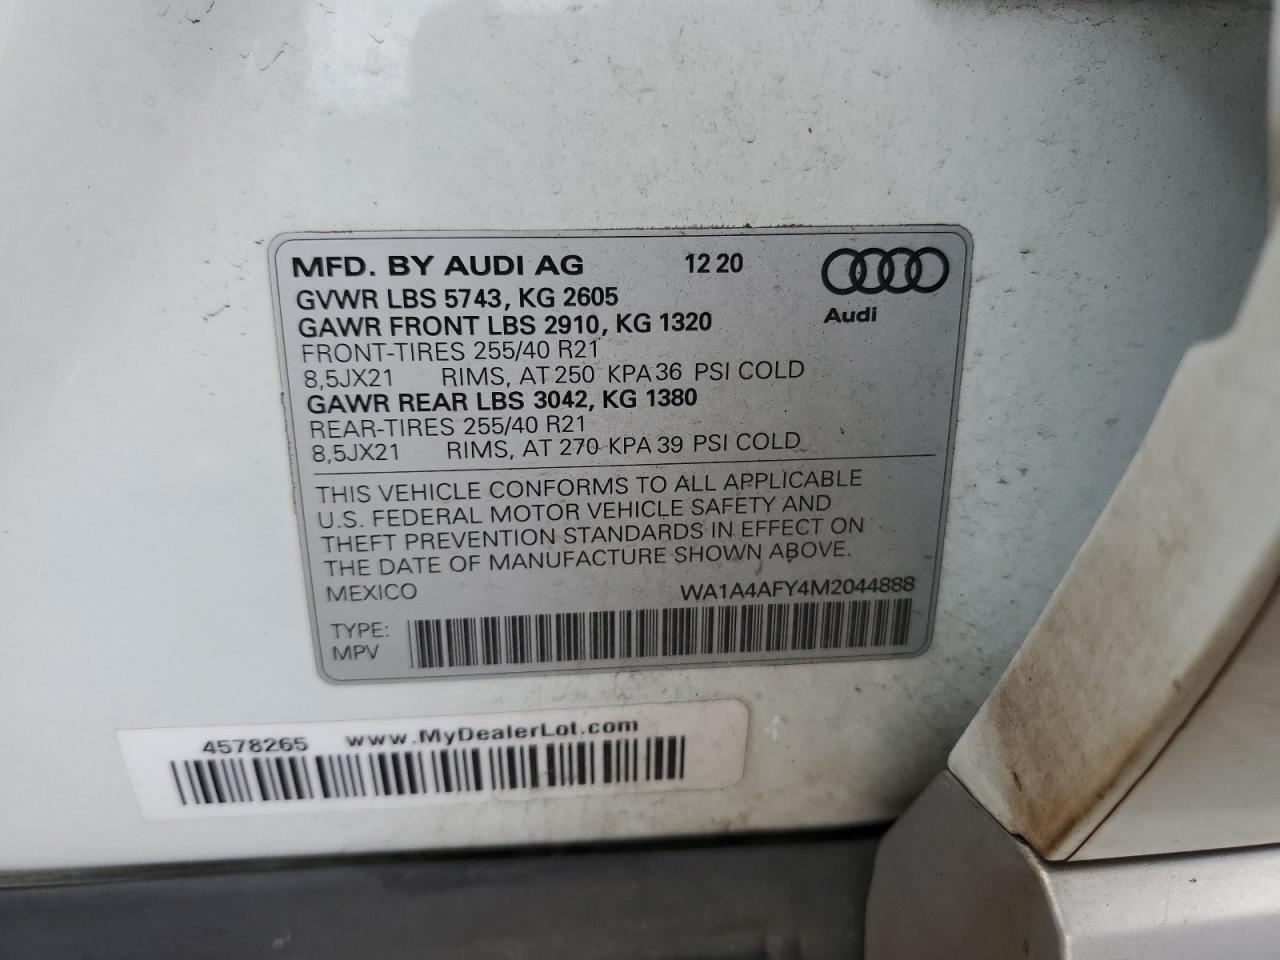 MFD. BY AUDI AG 12 20
GVWR LBS 5743, KG 2605
GAWR FRONT LBS 2910, KG 1320
Audi
FRONT-TIRES 255/40 R21
8,5JX21 RIMS, AT 250 KPA 36 PSI COLD
GAWR REAR LBS 3042, KG 1380
REAR-TIRES 255/40 R21
8,5JX21 RIMS, AT 270 KPA 39 PSI COLD
THIS VEHICLE CONFORMS TO ALL APPLICABLE
U.S. FEDERAL MOTOR VEHICLE SAFETY AND
THEFT PREVENTION STANDARDS IN EFFECT ON
THE DATE OF MANUFACTURE SHOWN ABOVE.
MEXICO WA1A4AFY4M2044888
TYPE:
MPV
4578265 www.MyDealerLot.com